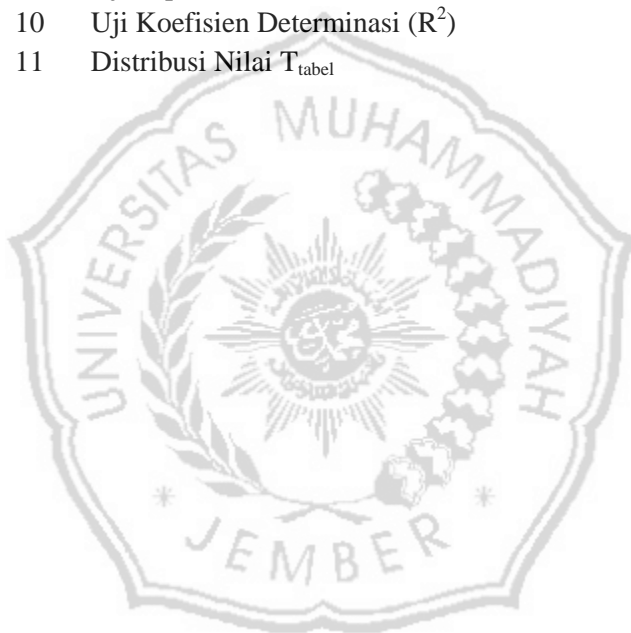 10 Uji Koefisien Determinasi (R²)
11 Distribusi Nilai Ttabel
UNIVERSITAS MUHAMMADIYAH
JEMBER